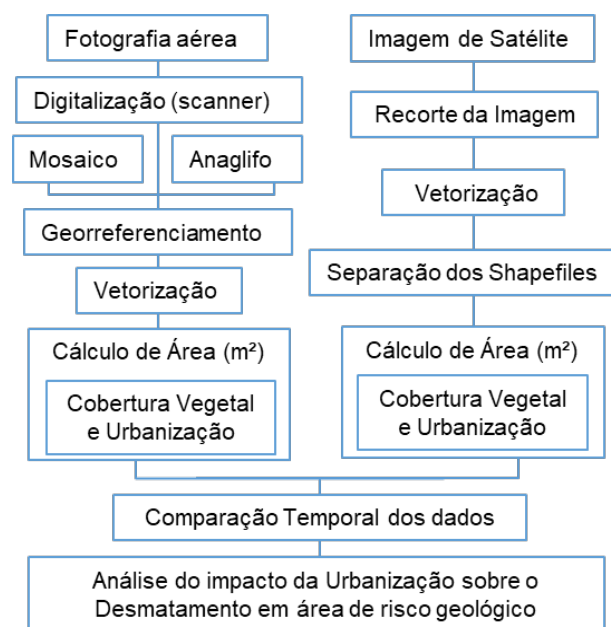 Fotografia aérea
Digitalização (scanner)
Mosaico
Anaglifo
Georreferenciamento
Vetorização
Cálculo de Área (m²)
Cobertura Vegetal
e Urbanização
Imagem de Satélite
Recorte da Imagem
Vetorização
Separação dos Shapefiles
Cálculo de Área (m²)
Cobertura Vegetal
e Urbanização
Comparação Temporal dos dados
Análise do impacto da Urbanização sobre o
Desmatamento em área de risco geológico